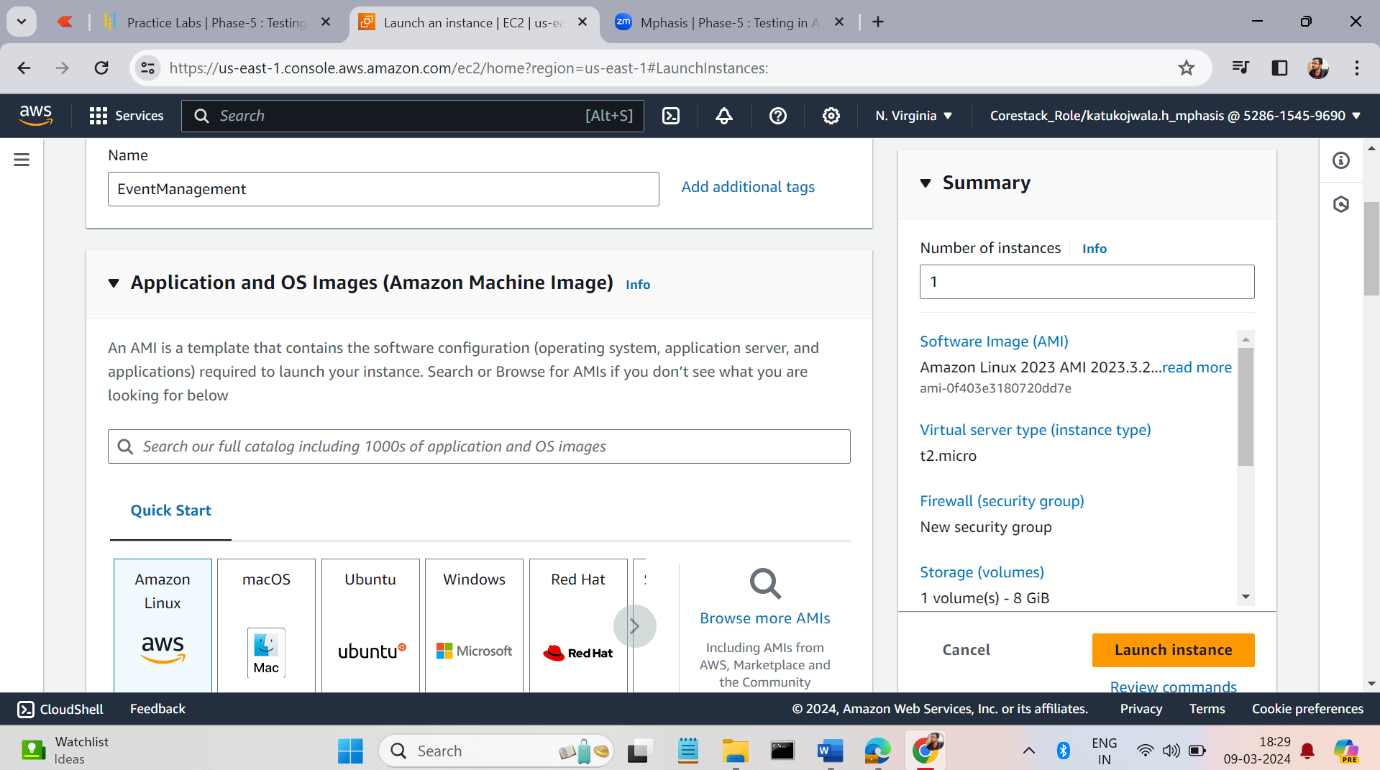 Practice Labs | Phase-5 : Testing
Launch an instance | EC2 | us-ea
zm
Mphasis | Phase-5 : Testing in A
https://us-east-1.console.aws.amazon.com/ec2/home?region=us-east-1#LaunchInstances:
aws
Services
Search
[Alt+S]
N. Virginia ▼
Corestack_Role/katukojwala.h_mphasis @ 5286-1545-9690 ▼
Name
EventManagement
Add additional tags
▼ Application and OS Images (Amazon Machine Image) Info
An AMI is a template that contains the software configuration (operating system, application server, and
applications) required to launch your instance. Search or Browse for AMIs if you don’t see what you are
looking for below
Search our full catalog including 1000s of application and OS images
Quick Start
Amazon
Linux
aws
macOS
Mac
Ubuntu
ubuntu
Windows
Microsoft
Red Hat
Red Hat
Browse more AMIs
Including AMIs from
AWS, Marketplace and
the Community
▼ Summary
Number of instances Info
1
Software Image (AMI)
Amazon Linux 2023 AMI 2023.3.2...read more
ami-0f403e3180720dd7e
Virtual server type (instance type)
t2.micro
Firewall (security group)
New security group
Storage (volumes)
1 volume(s) - 8 GiB
Cancel
Launch instance
Review commands
CloudShell
Feedback
© 2024, Amazon Web Services, Inc. or its affiliates.
Privacy
Terms
Cookie preferences
Watchlist
Ideas
Search
ENG
IN
18:29
09-03-2024
PRE